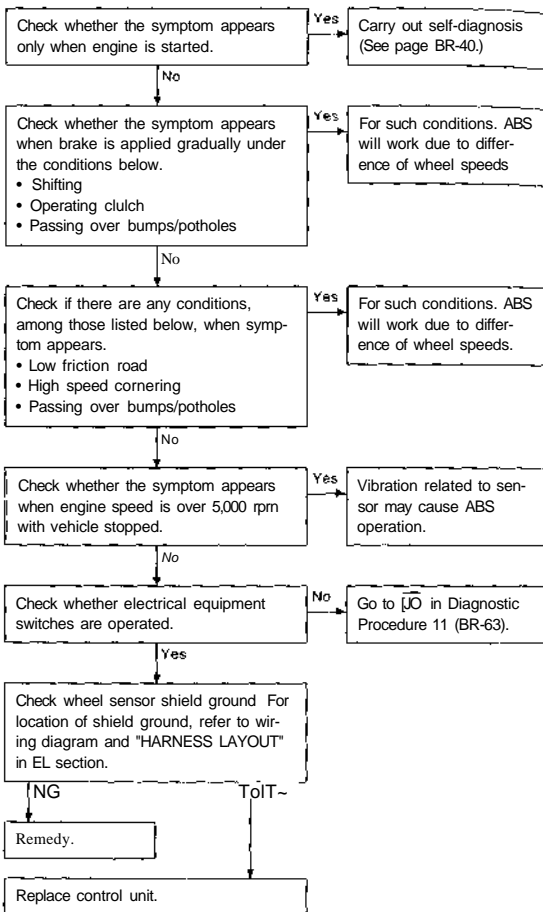 Check whether the symptom appears
only when engine is started.
Yes
Carry out self-diagnosis
(See page BR-40.)
No
Check whether the symptom appears
when brake is applied gradually under
the conditions below.
• Shifting
• Operating clutch
• Passing over bumps/potholes
Yes
For such conditions. ABS
will work due to differ-
ence of wheel speeds
No
Check if there are any conditions,
among those listed below, when symp-
tom appears.
• Low friction road
• High speed cornering
• Passing over bumps/potholes
Yes
For such conditions. ABS
will work due to differ-
ence of wheel speeds.
No
Check whether the symptom appears
when engine speed is over 5,000 rpm
with vehicle stopped.
Yes
Vibration related to sen-
sor may cause ABS
operation.
No
Check whether electrical equipment
switches are operated.
No
Go to [JO in Diagnostic
Procedure 11 (BR-63).
Yes
Check wheel sensor shield ground For
location of shield ground, refer to wir-
ing diagram and "HARNESS LAYOUT"
in EL section.
NG
ToIT~
Remedy.
Replace control unit.